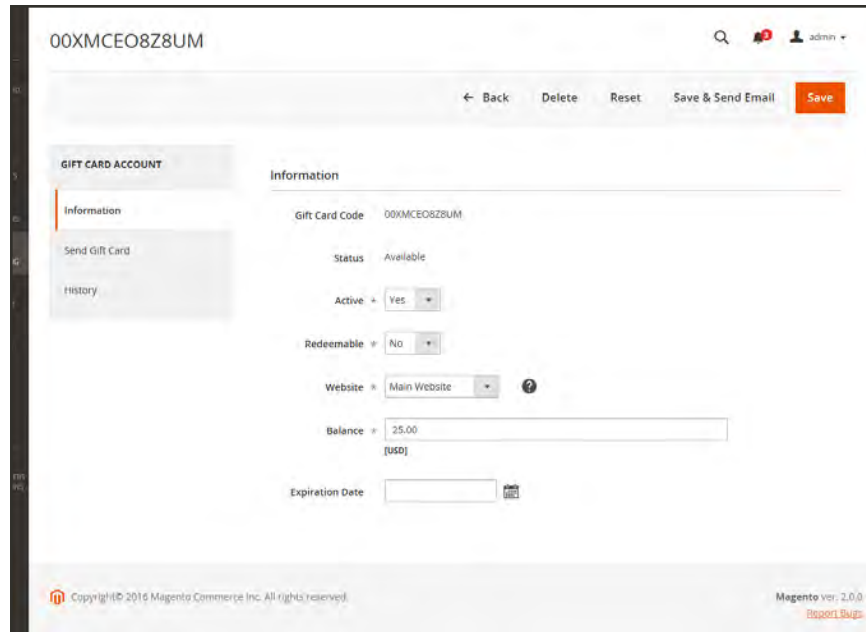 00XMCEO8Z8UM
3
admin
Back
Delete
Reset
Save & Send Email
Save
GIFT CARD ACCOUNT
Information
Send Gift Card
History
Information
Gift Card Code 00XMCEO8Z8UM
Status Available
Active * Yes
Redeemable * No
Website * Main Website ?
Balance * 25.00
[USD]
Expiration Date
Copyright© 2016 Magento Commerce Inc. All rights reserved.
Magento ver. 2.0.0
Report Bugs